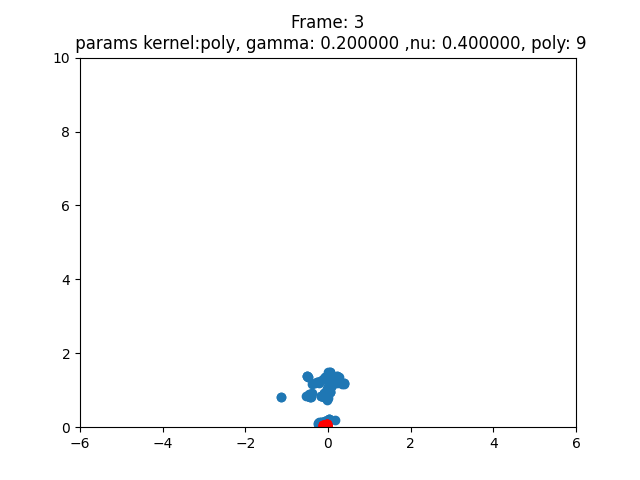 Frame: 3
params kernel:poly, gamma: 0.200000 ,nu: 0.400000, poly: 9
10
8
6
4
2
0
−6 −4 −2 0 2 4 6